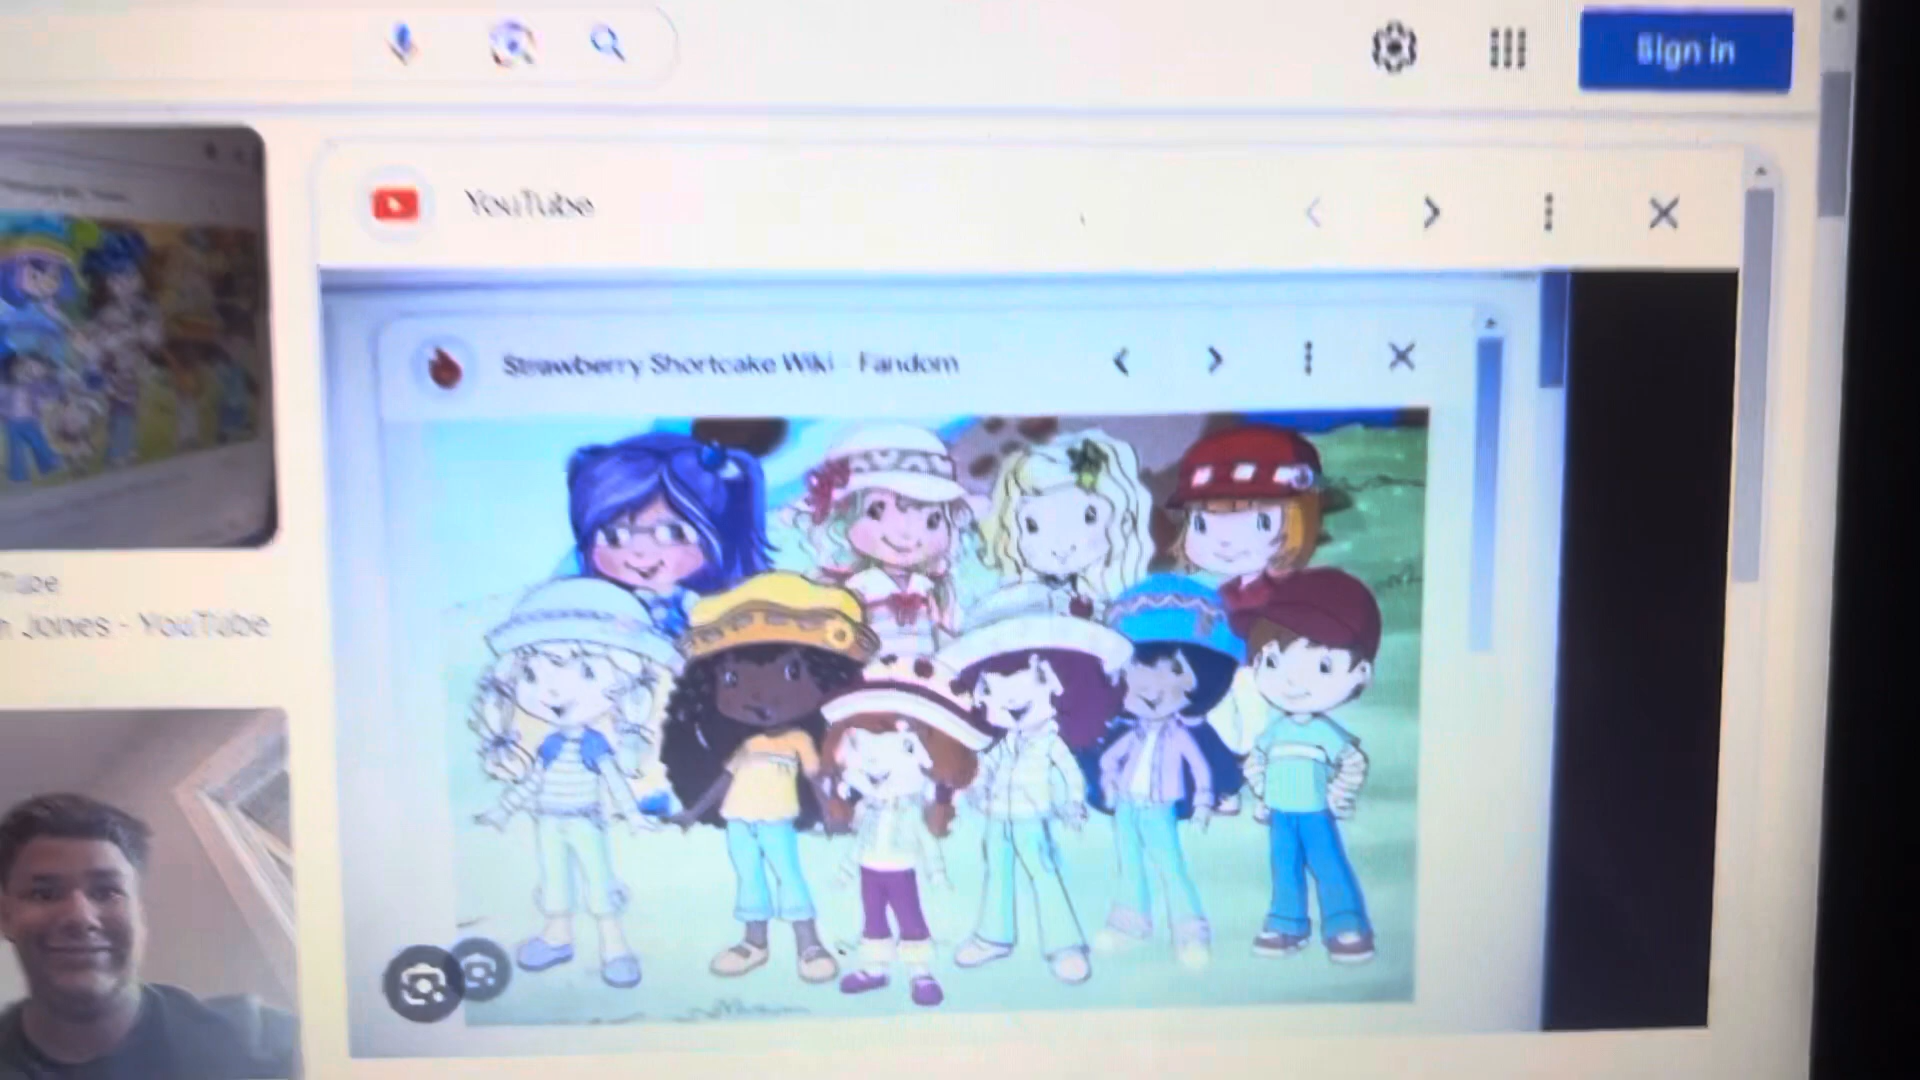 Sign in
YouTube
Strawberry Shortcake Wiki - Fandom
Jones - YouTube